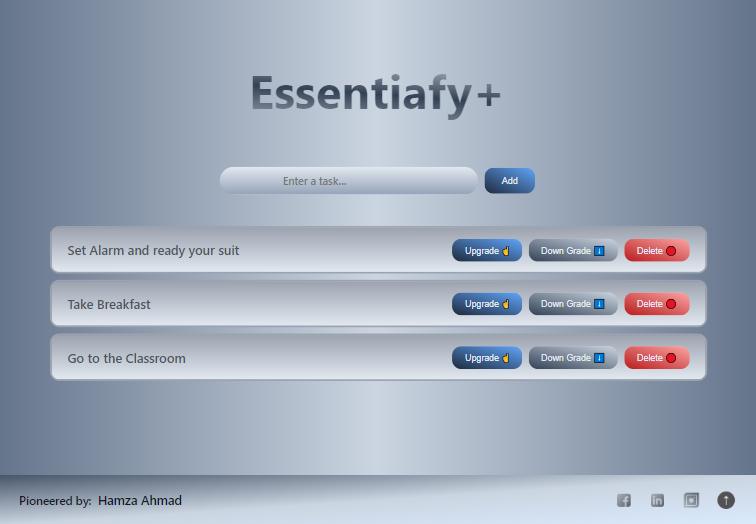 Essentiafy+
Enter a task...
Add
Set Alarm and ready your suit
Upgrade ☝
Down Grade ⬇
Delete 🛑
Take Breakfast
Upgrade ☝
Down Grade ⬇
Delete 🛑
Go to the Classroom
Upgrade ☝
Down Grade ⬇
Delete 🛑
Pioneered by: Hamza Ahmad